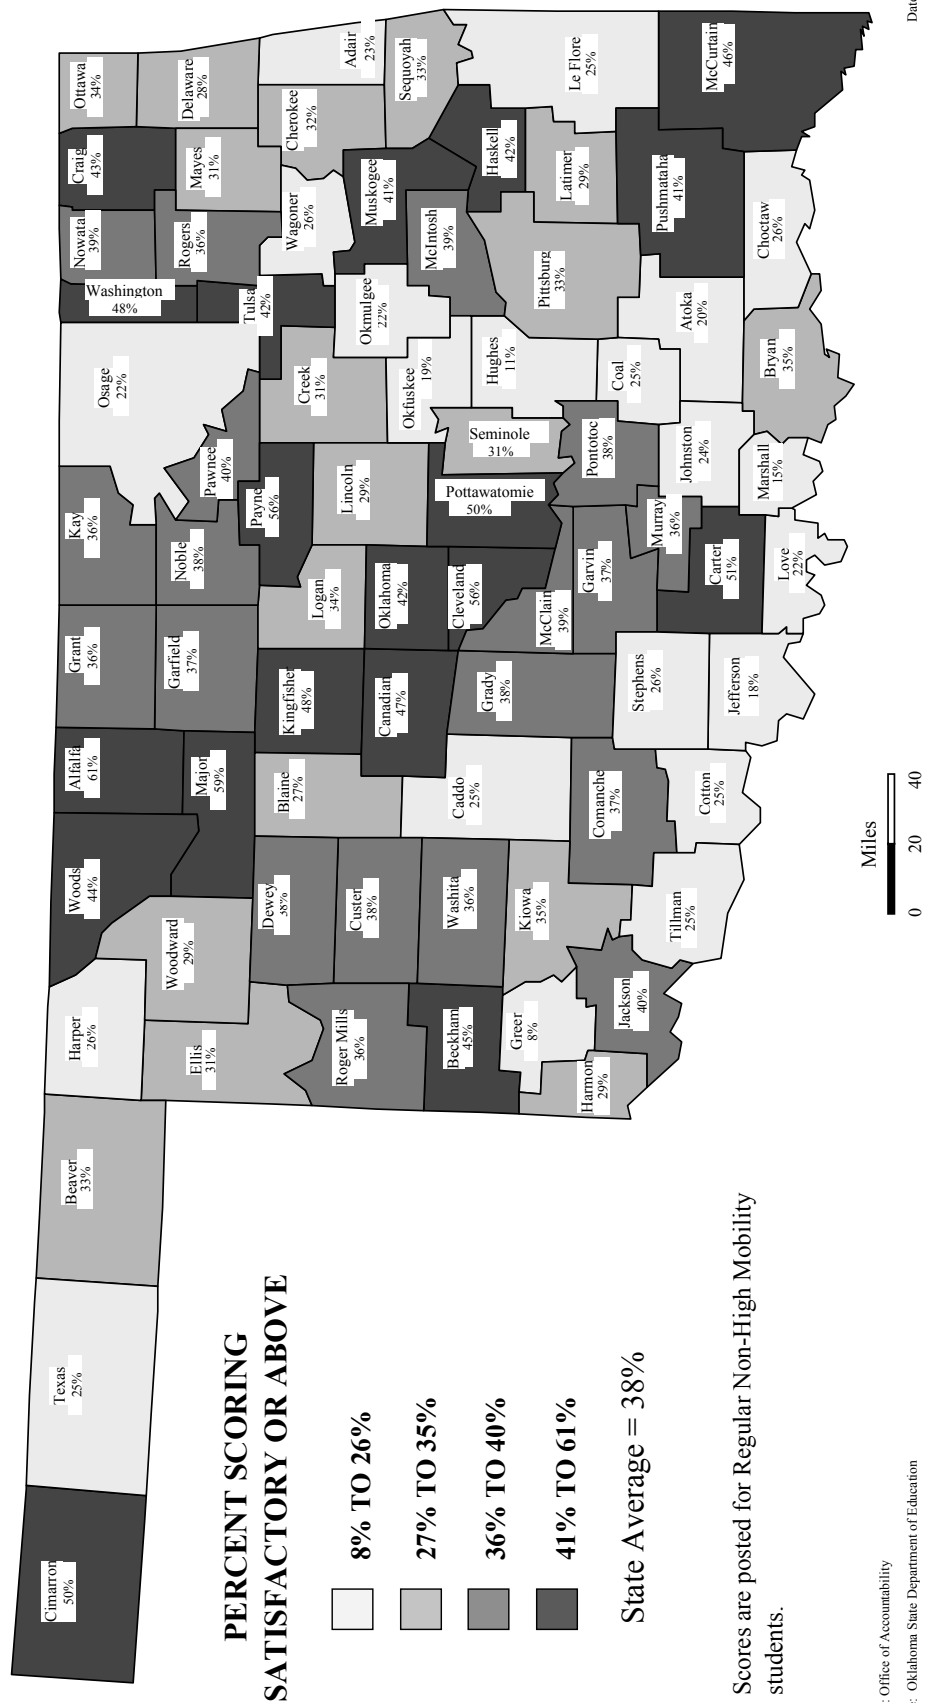 Cimarron
50%
Texas
25%
Beaver
33%
Harper
26%
Woods
44%
Alfalfa
61%
Grant
36%
Kay
36%
Osage
22%
Washington
48%
Nowata
39%
Craig
43%
Ottawa
34%
Ellis
31%
Woodward
29%
Major
59%
Garfield
37%
Noble
38%
Pawnee
40%
Tulsa
42%
Rogers
36%
Mayes
31%
Delaware
28%
Roger Mills
36%
Dewey
38%
Blaine
27%
Kingfisher
48%
Logan
34%
Payne
56%
Creek
31%
Wagoner
26%
Cherokee
32%
Adair
23%
Custer
38%
Canadian
47%
Oklahoma
42%
Lincoln
29%
Okfuskee
19%
Okmulgee
22%
Muskogee
41%
Sequoyah
33%
Beckham
45%
Washita
36%
Caddo
25%
Grady
38%
Cleveland
56%
Pottawatomie
50%
Seminole
31%
Hughes
11%
McIntosh
39%
Haskell
42%
Greer
8%
Kiowa
35%
McClain
39%
Garvin
37%
Pontotoc
38%
Pittsburg
33%
Latimer
29%
Le Flore
25%
Harmon
29%
Jackson
40%
Comanche
37%
Stephens
26%
Murray
36%
Coal
25%
Atoka
20%
Pushmataha
41%
McCurtain
46%
Tillman
25%
Cotton
25%
Jefferson
18%
Carter
51%
Johnston
24%
Love
22%
Marshall
15%
Bryan
35%
Choctaw
26%
PERCENT SCORING
SATISFACTORY OR ABOVE
8% TO 26%
27% TO 35%
36% TO 40%
41% TO 61%
State Average = 38%
Scores are posted for Regular Non-High Mobility
students.
Miles
0 20 40
: Office of Accountability
e: Oklahoma State Department of Education
Date